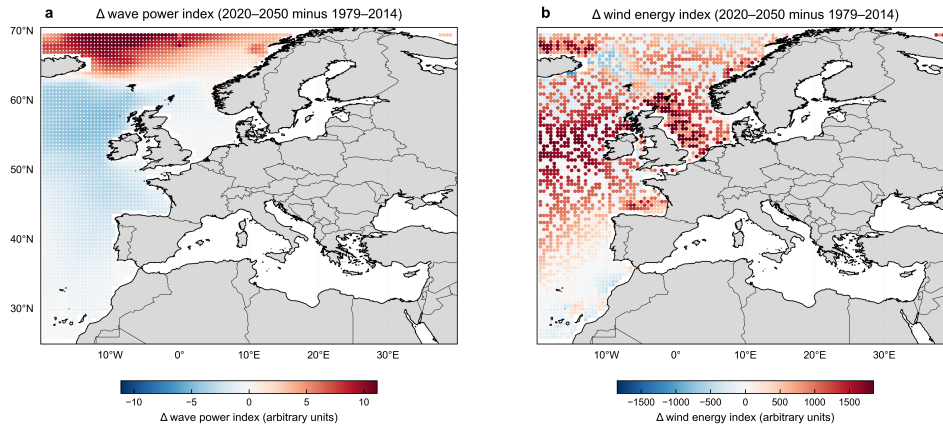 a Δ wave power index (2020–2050 minus 1979–2014)
70°N
60°N
50°N
40°N
30°N
10°W 0° 10°E 20°E 30°E
−10 −5 0 5 10
Δ wave power index (arbitrary units)
b Δ wind energy index (2020–2050 minus 1979–2014)
10°W 0° 10°E 20°E 30°E
−1500 −1000 −500 0 500 1000 1500
Δ wind energy index (arbitrary units)